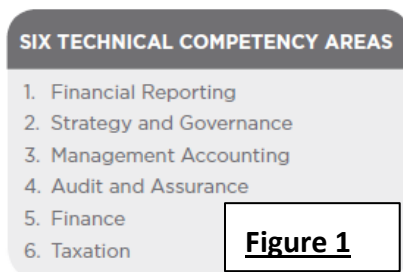 SIX TECHNICAL COMPETENCY AREAS
1. Financial Reporting
2. Strategy and Governance
3. Management Accounting
4. Audit and Assurance
5. Finance
6. Taxation
Figure 1